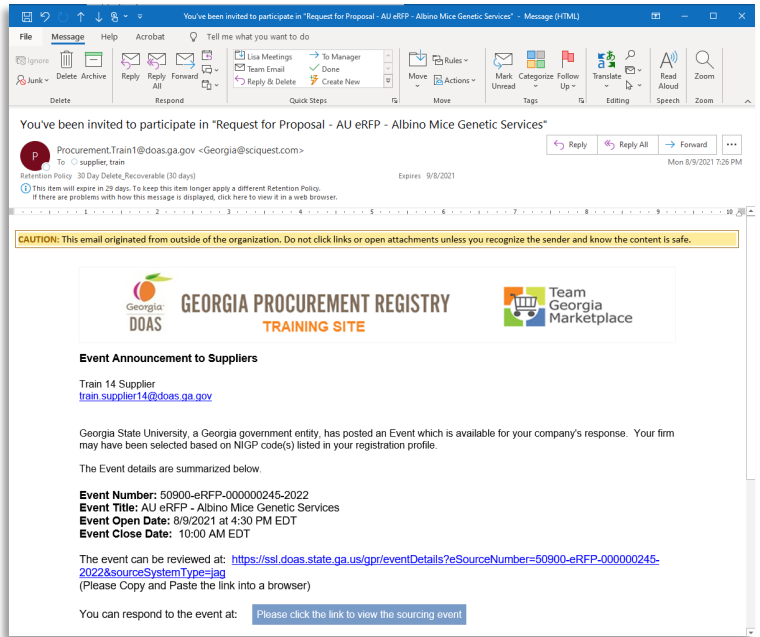 You've been invited to participate in "Request for Proposal - AU eRFP - Albino Mice Genetic Services" - Message (HTML)
File Message Help Acrobat Tell me what you want to do
Ignore
Junk
Delete
Archive
Reply
Reply All
Forward
Lisa Meetings
Team Email
Reply & Delete
To Manager
Done
Create New
Move
Rules
Actions
Mark Unread
Categorize
Follow Up
Translate
Read Aloud
Zoom
Delete Respond Quick Steps Move Tags Editing Speech Zoom
You've been invited to participate in "Request for Proposal - AU eRFP - Albino Mice Genetic Services"
P
Procurement.Train1@doas.ga.gov <Georgia@sciquest.com>
To supplier, train
Reply Reply All Forward
Mon 8/9/2021 7:26 PM
Retention Policy 30 Day Delete_Recoverable (30 days) Expires 9/8/2021
This item will expire in 29 days. To keep this item longer apply a different Retention Policy.
If there are problems with how this message is displayed, click here to view it in a web browser.
1 2 3 4 5 6 7 8 9 10
CAUTION: This email originated from outside of the organization. Do not click links or open attachments unless you recognize the sender and know the content is safe.
Georgia
DOAS
GEORGIA PROCUREMENT REGISTRY
TRAINING SITE
Team
Georgia
Marketplace
Event Announcement to Suppliers
Train 14 Supplier
train.supplier14@doas.ga.gov
Georgia State University, a Georgia government entity, has posted an Event which is available for your company's response. Your firm
may have been selected based on NIGP code(s) listed in your registration profile.
The Event details are summarized below.
Event Number: 50900-eRFP-000000245-2022
Event Title: AU eRFP - Albino Mice Genetic Services
Event Open Date: 8/9/2021 at 4:30 PM EDT
Event Close Date: 10:00 AM EDT
The event can be reviewed at: https://ssl.doas.state.ga.us/gpr/eventDetails?eSourceNumber=50900-eRFP-000000245-
2022&sourceSystemType=jag
(Please Copy and Paste the link into a browser)
You can respond to the event at: Please click the link to view the sourcing event